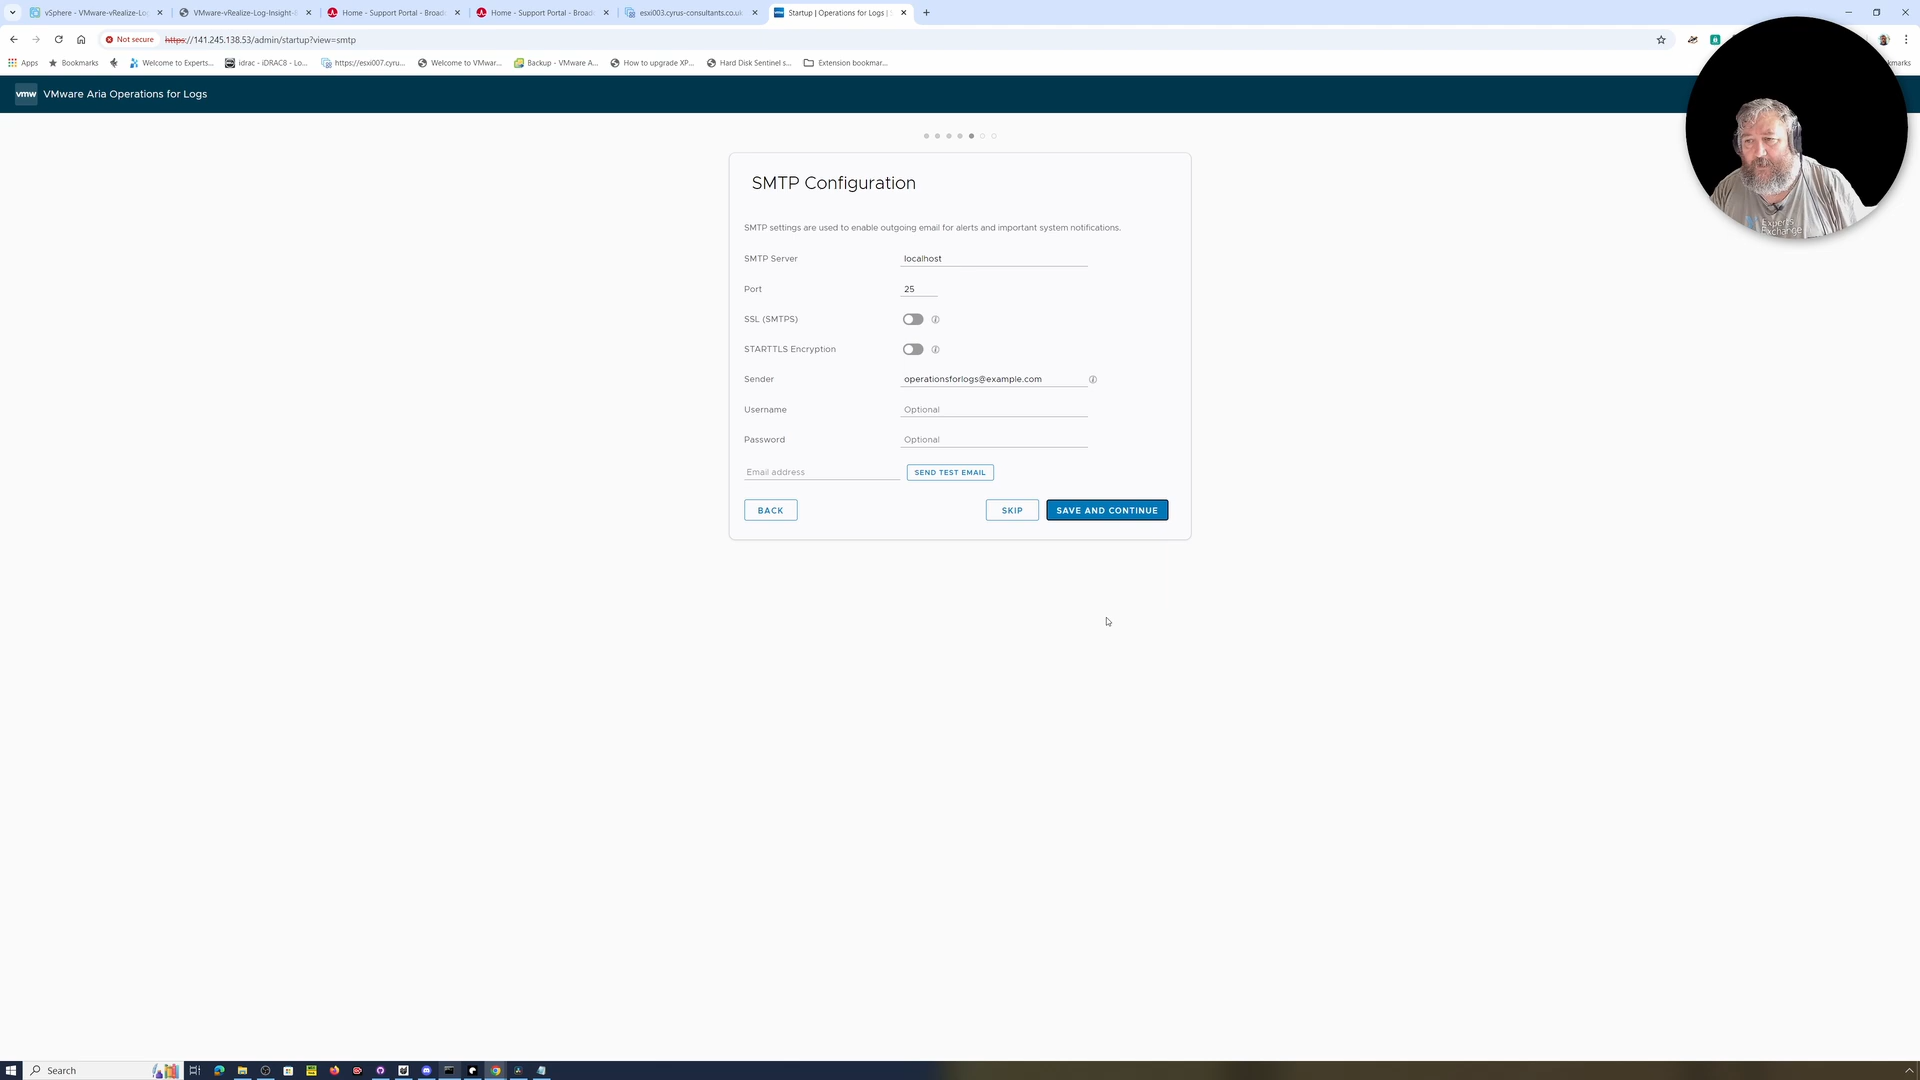 vSphere - VMware-vRealize-Lo
VMware-vRealize-Log-Insight-
Home - Support Portal - Broad
Home - Support Portal - Broad
esxi003.cyrus-consultants.co.uk
Startup | Operations for Logs |
Not secure
https://141.245.138.53/admin/startup?view=smtp
Apps
Bookmarks
Welcome to Experts...
idrac - iDRAC8 - Lo...
https://esxi007.cyru...
Welcome to VMwar...
Backup - VMware A...
How to upgrade XP...
Hard Disk Sentinel s...
Extension bookmar...
kmarks
vmw
VMware Aria Operations for Logs
Experts
Exchange
SMTP Configuration
SMTP settings are used to enable outgoing email for alerts and important system notifications.
SMTP Server
localhost
Port
25
SSL (SMTPS)
STARTTLS Encryption
Sender
operationsforlogs@example.com
Username
Optional
Password
Optional
Email address
SEND TEST EMAIL
BACK
SKIP
SAVE AND CONTINUE
Search